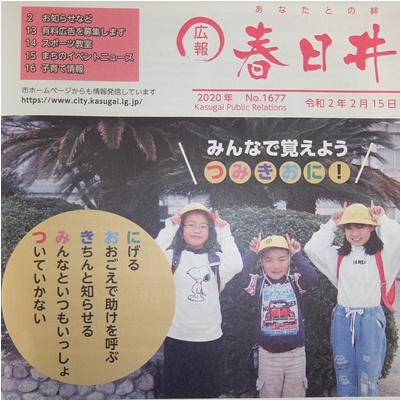 2 お知らせなど
13 有料広告を募集します
14 スポーツ教室
15 まちのイベントニュース
16 子育て情報
市ホームページからも情報発信しています
https://www.city.kasugai.lg.jp/
あなたとの絆
広報
春日井
2020年 No.1677
Kasugai Public Relations
令和2年2月15日
みんなで覚えよう
つみきおに!
にげる
おおごえで助けを呼ぶ
きちんと知らせる
みんなといつもいっしょ
ついていかない